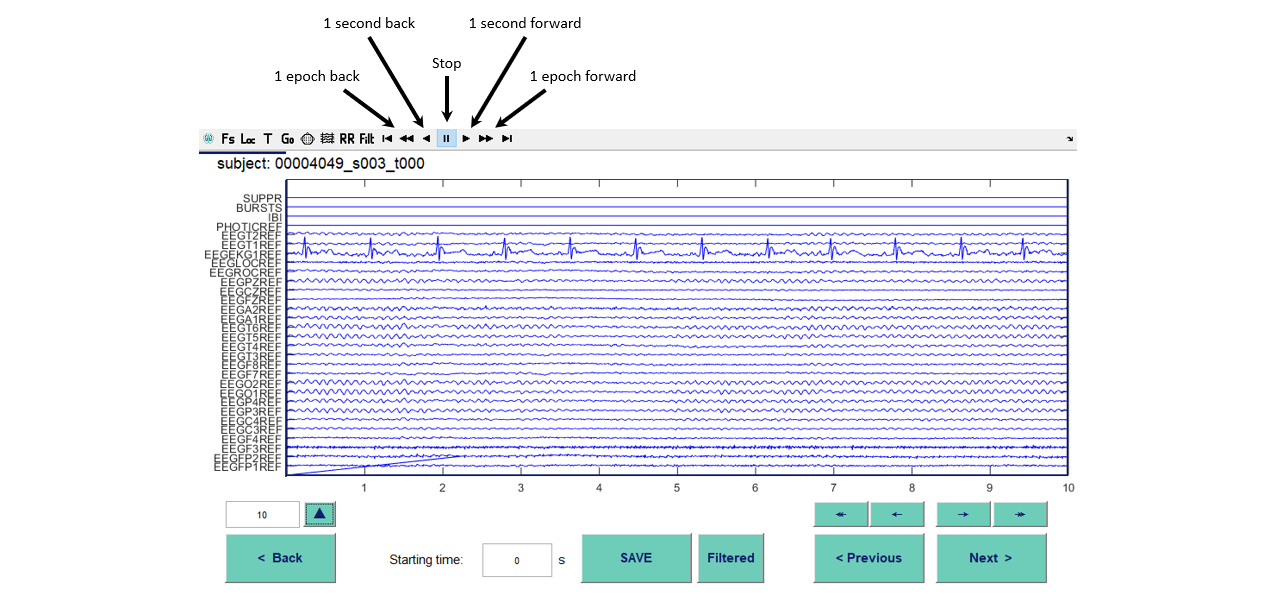 1 second back
1 second forward
Stop
1 epoch back
1 epoch forward
Fs Loc T Go RR Filt
subject: 00004049_s003_t000
SUPPR
BURSTS
IBI
PHOTICREF
EEGT2REF
EEGT1REF
EEGEKG1REF
EEGLOCREF
EEGROCREF
EEGPZREF
EEGCZREF
EEGFZREF
EEGA2REF
EEGA1REF
EEGT6REF
EEGT5REF
EEGT4REF
EEGT3REF
EEGF8REF
EEGF7REF
EEGO2REF
EEGO1REF
EEGP4REF
EEGP3REF
EEGC4REF
EEGC3REF
EEGF4REF
EEGF3REF
EEGFP2REF
EEGFP1REF
1 2 3 4 5 6 7 8 9 10
10
< Back
Starting time: 0 s
SAVE
Filtered
< Previous
Next >